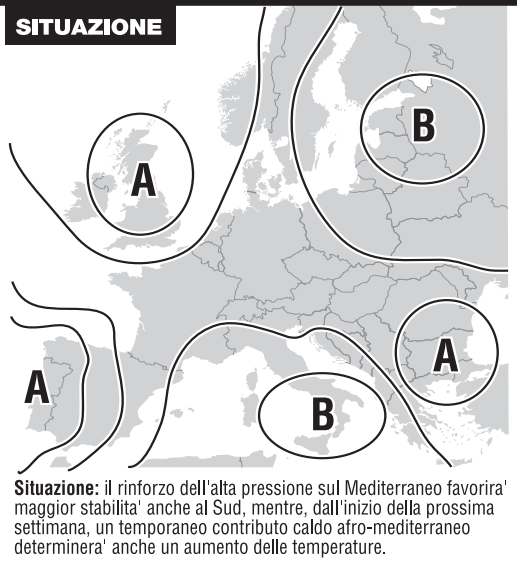 SITUAZIONE
B
A
A
A
B
Situazione: il rinforzo dell'alta pressione sul Mediterraneo favorira'
maggior stabilita' anche al Sud, mentre, dall'inizio della prossima
settimana, un temporaneo contributo caldo afro-mediterraneo
determinera' anche un aumento delle temperature.